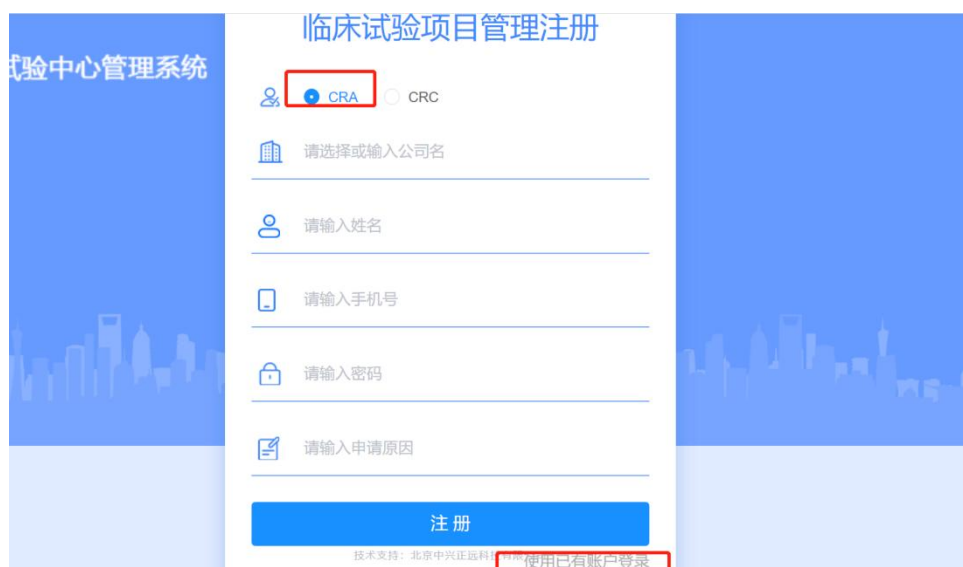 临床试验项目管理注册
试验中心管理系统
CRA CRC
请选择或输入公司名
请输入姓名
请输入手机号
请输入密码
请输入申请原因
注册
技术支持：北京中兴正远科技有限
使用已有账户登录